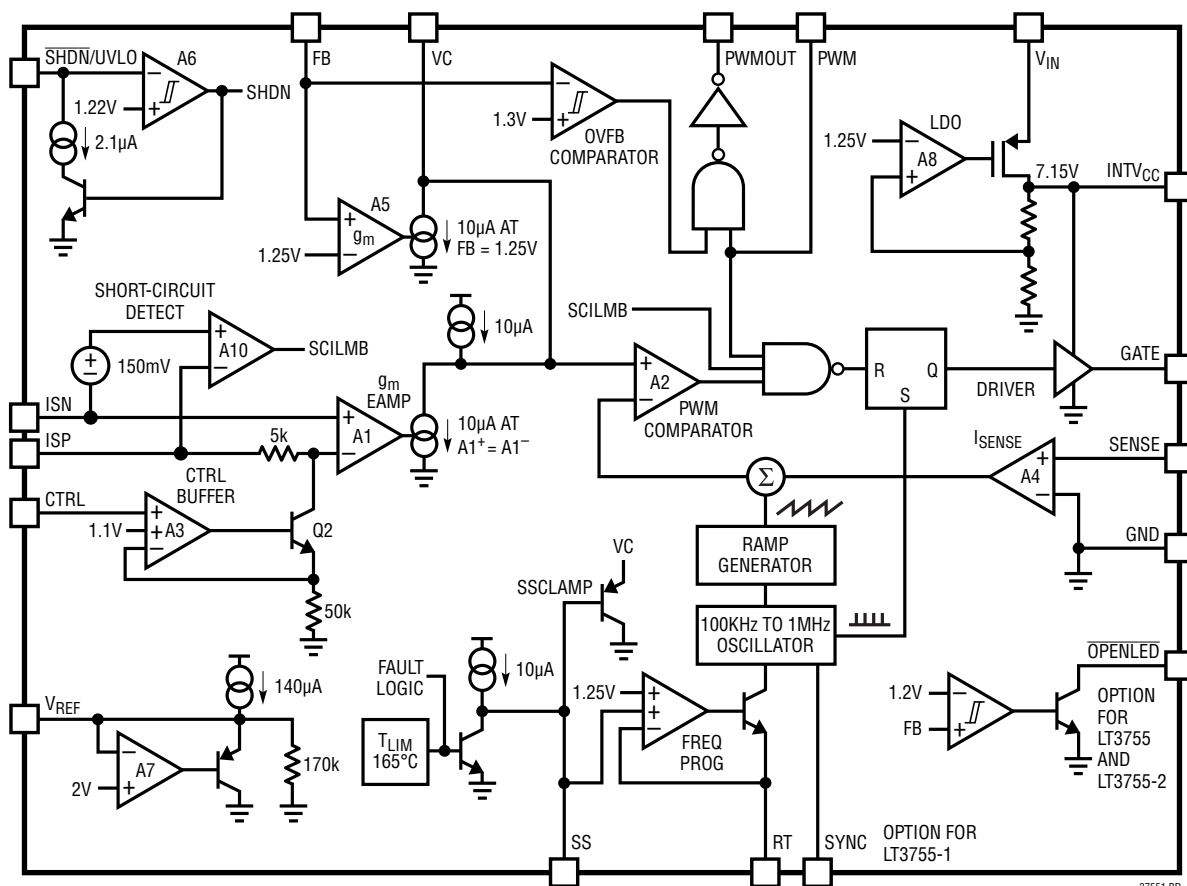 SHDN/UVLO
A6
FB
VC
PWMOUT
PWM
VIN
1.22V
SHDN
2.1µA
1.3V
OVFB
COMPARATOR
LDO
1.25V
A8
7.15V
INTVCC
A5
gm
1.25V
10µA AT
FB = 1.25V
SHORT-CIRCUIT
DETECT
A10
SCILMB
150mV
10µA
SCILMB
R
Q
S
DRIVER
GATE
ISN
gm
EAMP
A1
10µA AT
A1+ = A1–
A2
PWM
COMPARATOR
ISP
5k
ISENSE
A4
SENSE
CTRL
CTRL
BUFFER
1.1V
A3
Q2
Σ
GND
RAMP
GENERATOR
VC
SSCLAMP
50k
100KHz TO 1MHz
OSCILLATOR
OPENLED
140µA
FAULT
LOGIC
10µA
VREF
TLIM
165°C
1.25V
FREQ
PROG
1.2V
FB
OPTION
FOR
LT3755
AND
LT3755-2
A7
2V
170k
SS
RT
SYNC
OPTION FOR
LT3755-1
37551 BD